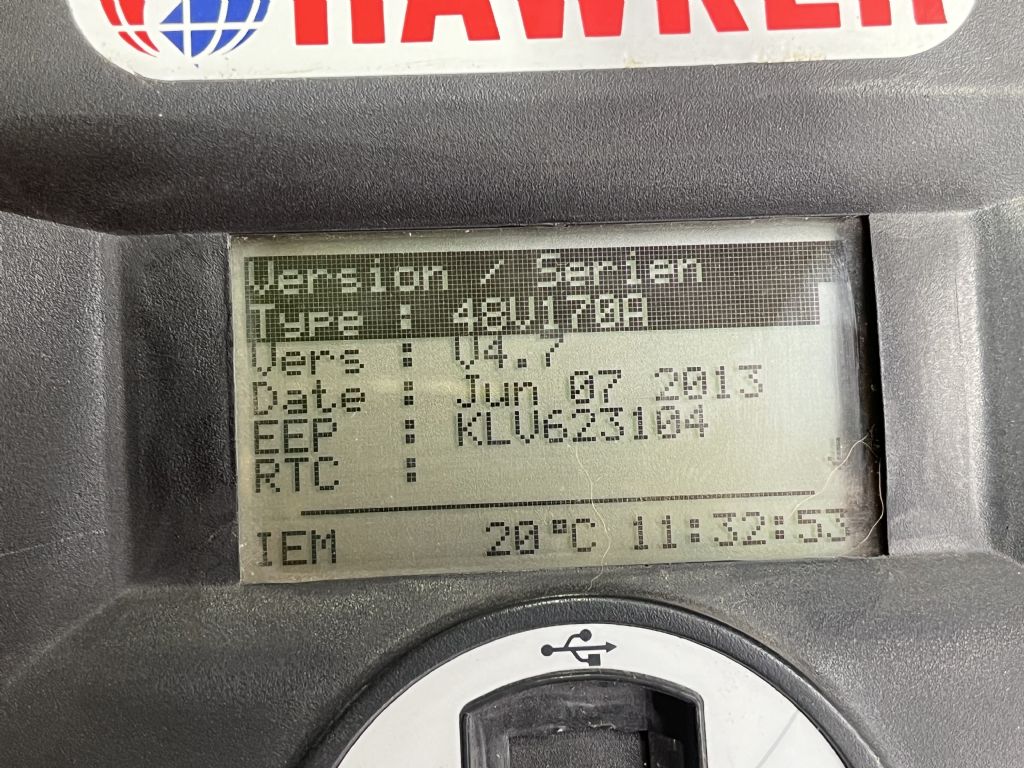 HAWKER
Version / Serien
Type : 48V170A
Vers : V4.7
Date : Jun 07 2013
EEP : KLV623104
RTC :
IEM 20°C 11:32:53